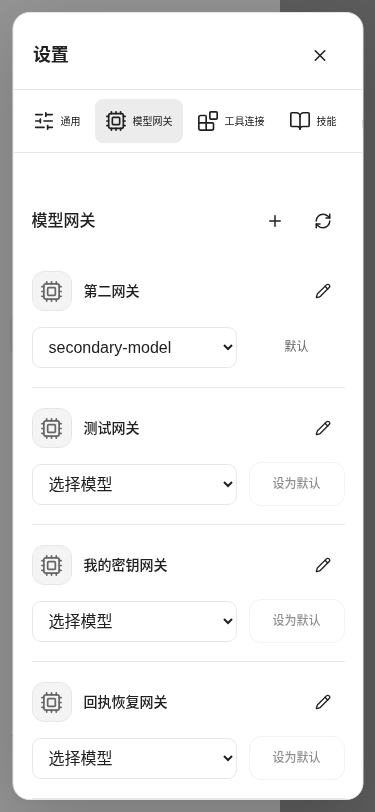 设置
通用
模型网关
工具连接
技能
模型网关
第二网关
secondary-model
默认
测试网关
选择模型
设为默认
我的密钥网关
选择模型
设为默认
回执恢复网关
选择模型
设为默认